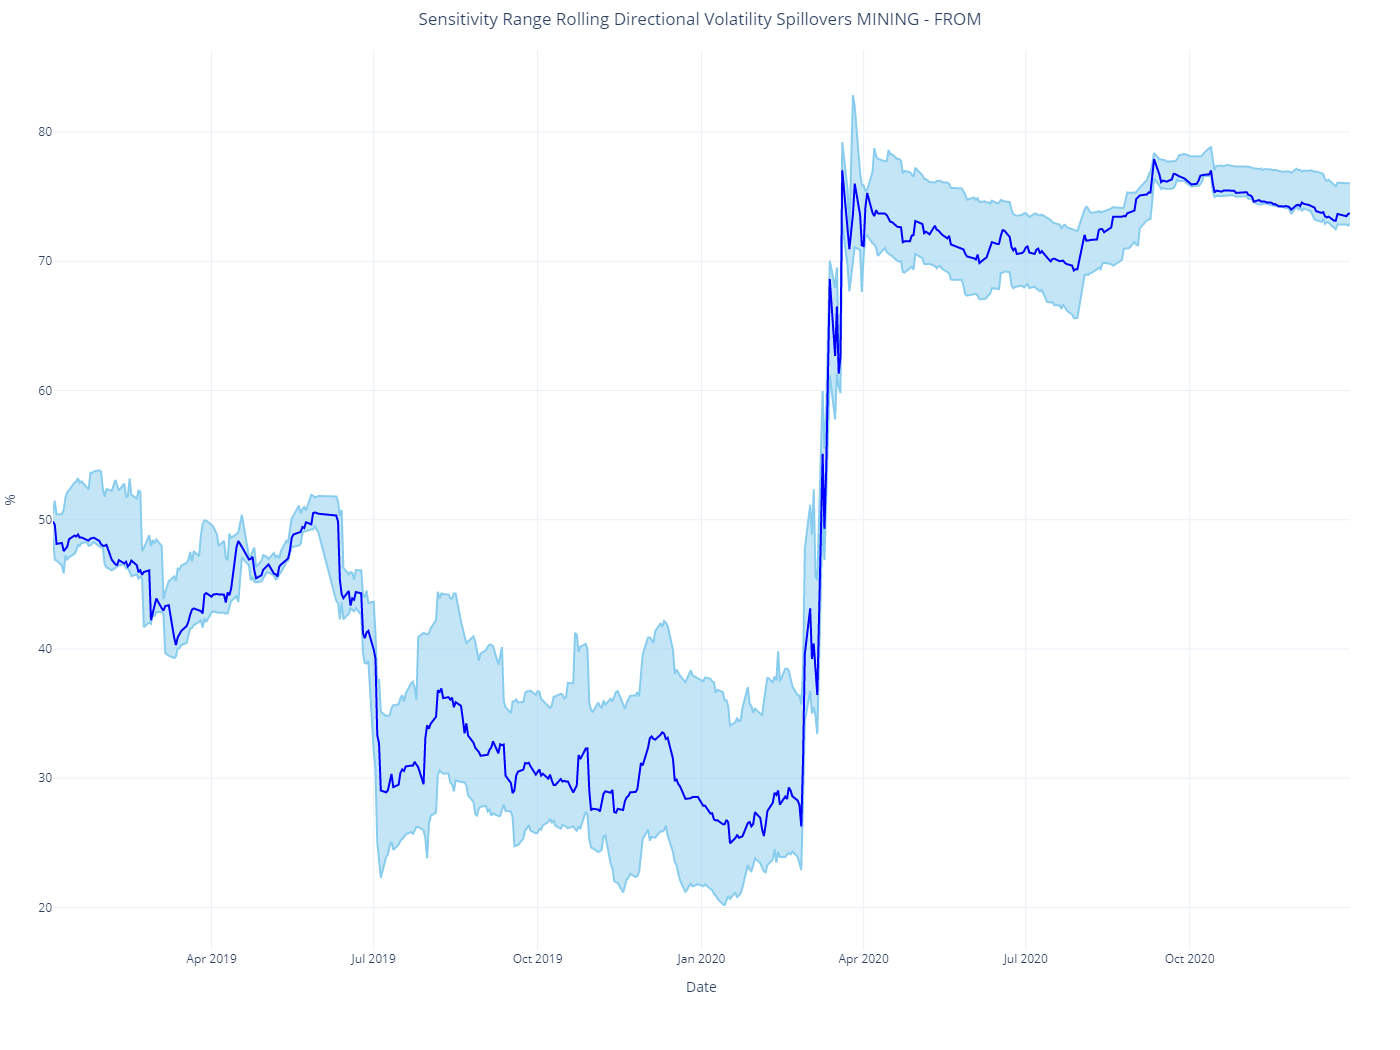 Sensitivity Range Rolling Directional Volatility Spillovers MINING - FROM
80
70
60
50
40
30
20
%
Apr 2019
Jul 2019
Oct 2019
Jan 2020
Apr 2020
Jul 2020
Oct 2020
Date